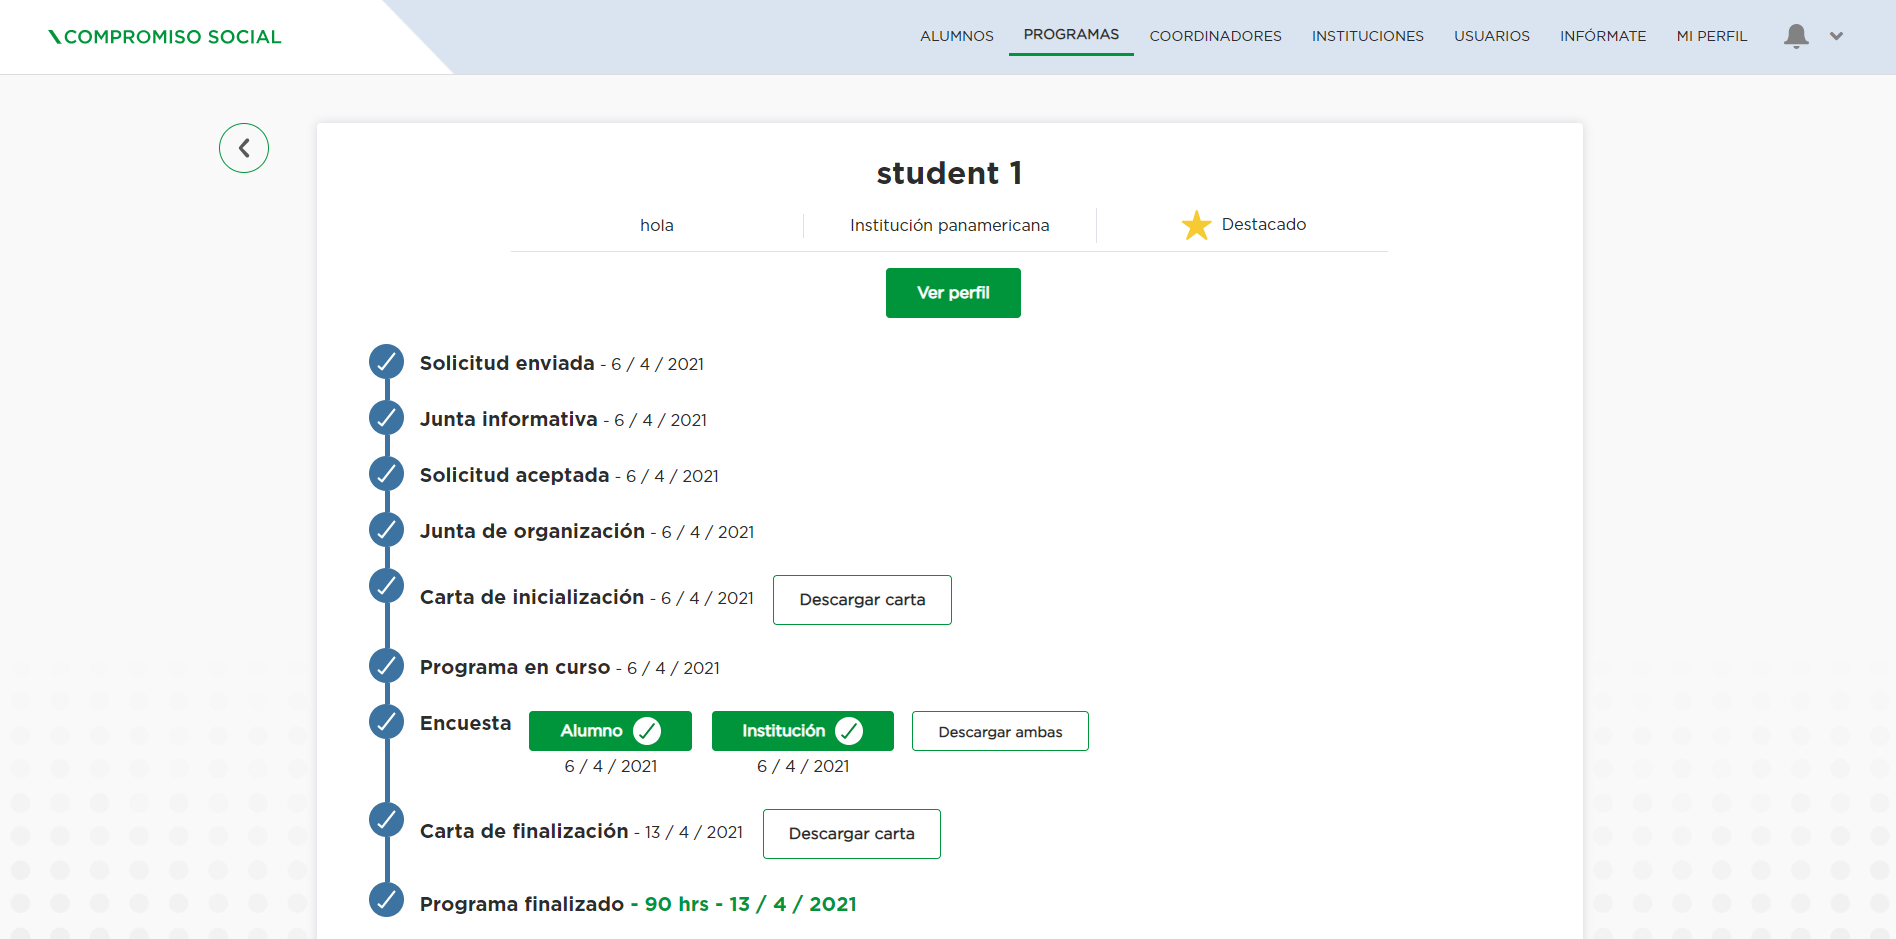 COMPROMISO SOCIAL
ALUMNOS PROGRAMAS COORDINADORES INSTITUCIONES USUARIOS INFÓRMATE MI PERFIL
student 1
hola Institución panamericana Destacado
Ver perfil
Solicitud enviada - 6 / 4 / 2021
Junta informativa - 6 / 4 / 2021
Solicitud aceptada - 6 / 4 / 2021
Junta de organización - 6 / 4 / 2021
Carta de inicialización - 6 / 4 / 2021 Descargar carta
Programa en curso - 6 / 4 / 2021
Encuesta Alumno Institución Descargar ambas
6 / 4 / 2021 6 / 4 / 2021
Carta de finalización - 13 / 4 / 2021 Descargar carta
Programa finalizado - 90 hrs - 13 / 4 / 2021